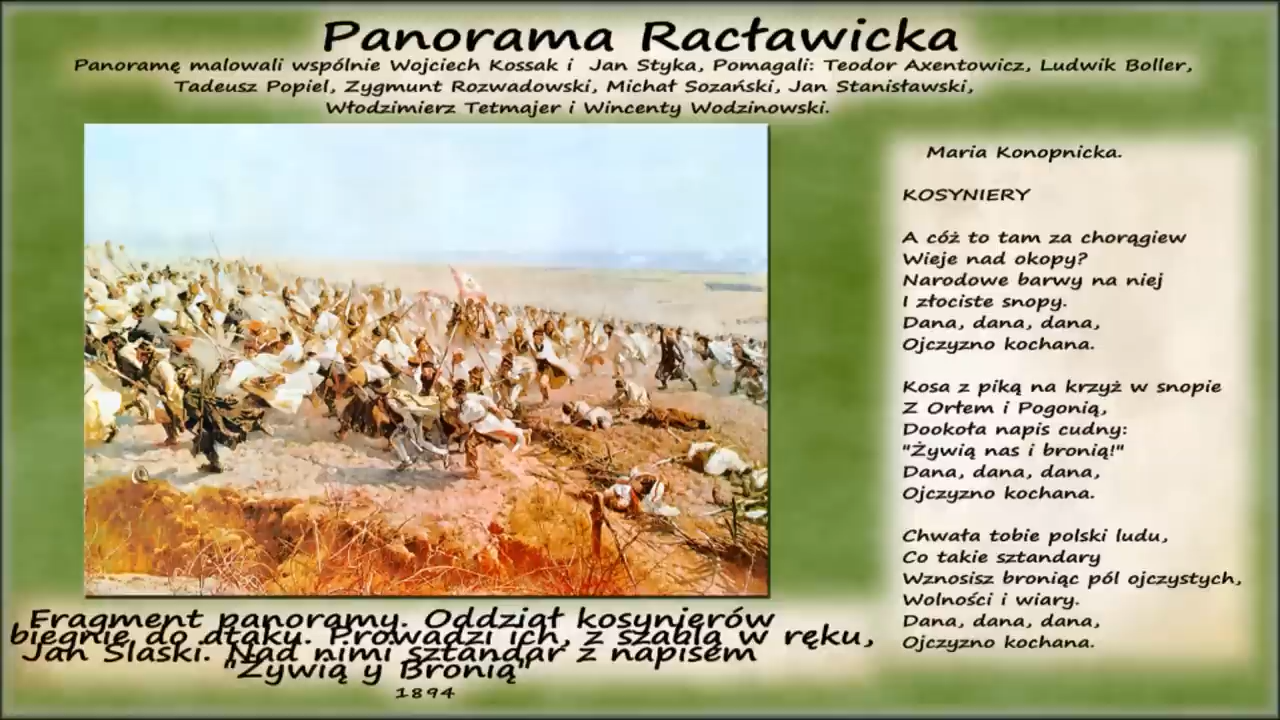 Panorama Racławicka
Panoramę malowali wspólnie Wojciech Kossak i Jan Styka, Pomagali: Teodor Axentowicz, Ludwik Boller,
Tadeusz Popiel, Zygmunt Rozwadowski, Michał Sozański, Jan Stanisławski,
Włodzimierz Tetmajer i Wincenty Wodzinowski.
Fragment panoramy. Oddział kosynierów
biegnie do ataku. Prowadzi ich, z szablą w ręku,
Jan Ślaski. Nad nimi sztandar z napisem
"Żywią y Bronią"
1894
Maria Konopnicka.
KOSYNIERY
A cóż to tam za chorągiew
Wieje nad okopy?
Narodowe barwy na niej
I złociste snopy.
Dana, dana, dana,
Ojczyzno kochana.
Kosa z piką na krzyż w snopie
Z Orłem i Pogonią,
Dookoła napis cudny:
"Żywią nas i bronią!"
Dana, dana, dana,
Ojczyzno kochana.
Chwała tobie polski ludu,
Co takie sztandary
Wznosisz broniąc pól ojczystych,
Wolności i wiary.
Dana, dana, dana,
Ojczyzno kochana.